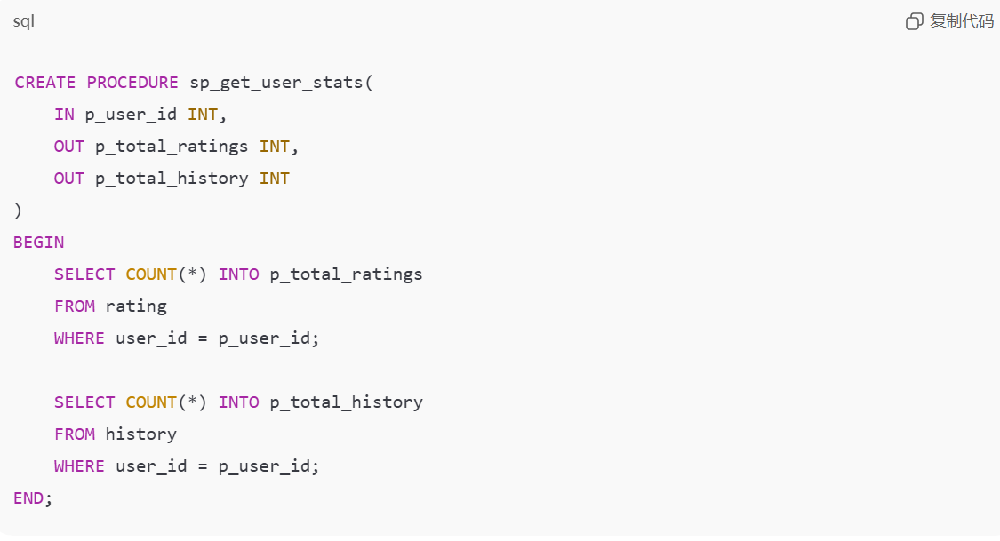 sql
复制代码
CREATE PROCEDURE sp_get_user_stats(
    IN p_user_id INT,
    OUT p_total_ratings INT,
    OUT p_total_history INT
)
BEGIN
    SELECT COUNT(*) INTO p_total_ratings
    FROM rating
    WHERE user_id = p_user_id;

    SELECT COUNT(*) INTO p_total_history
    FROM history
    WHERE user_id = p_user_id;
END;